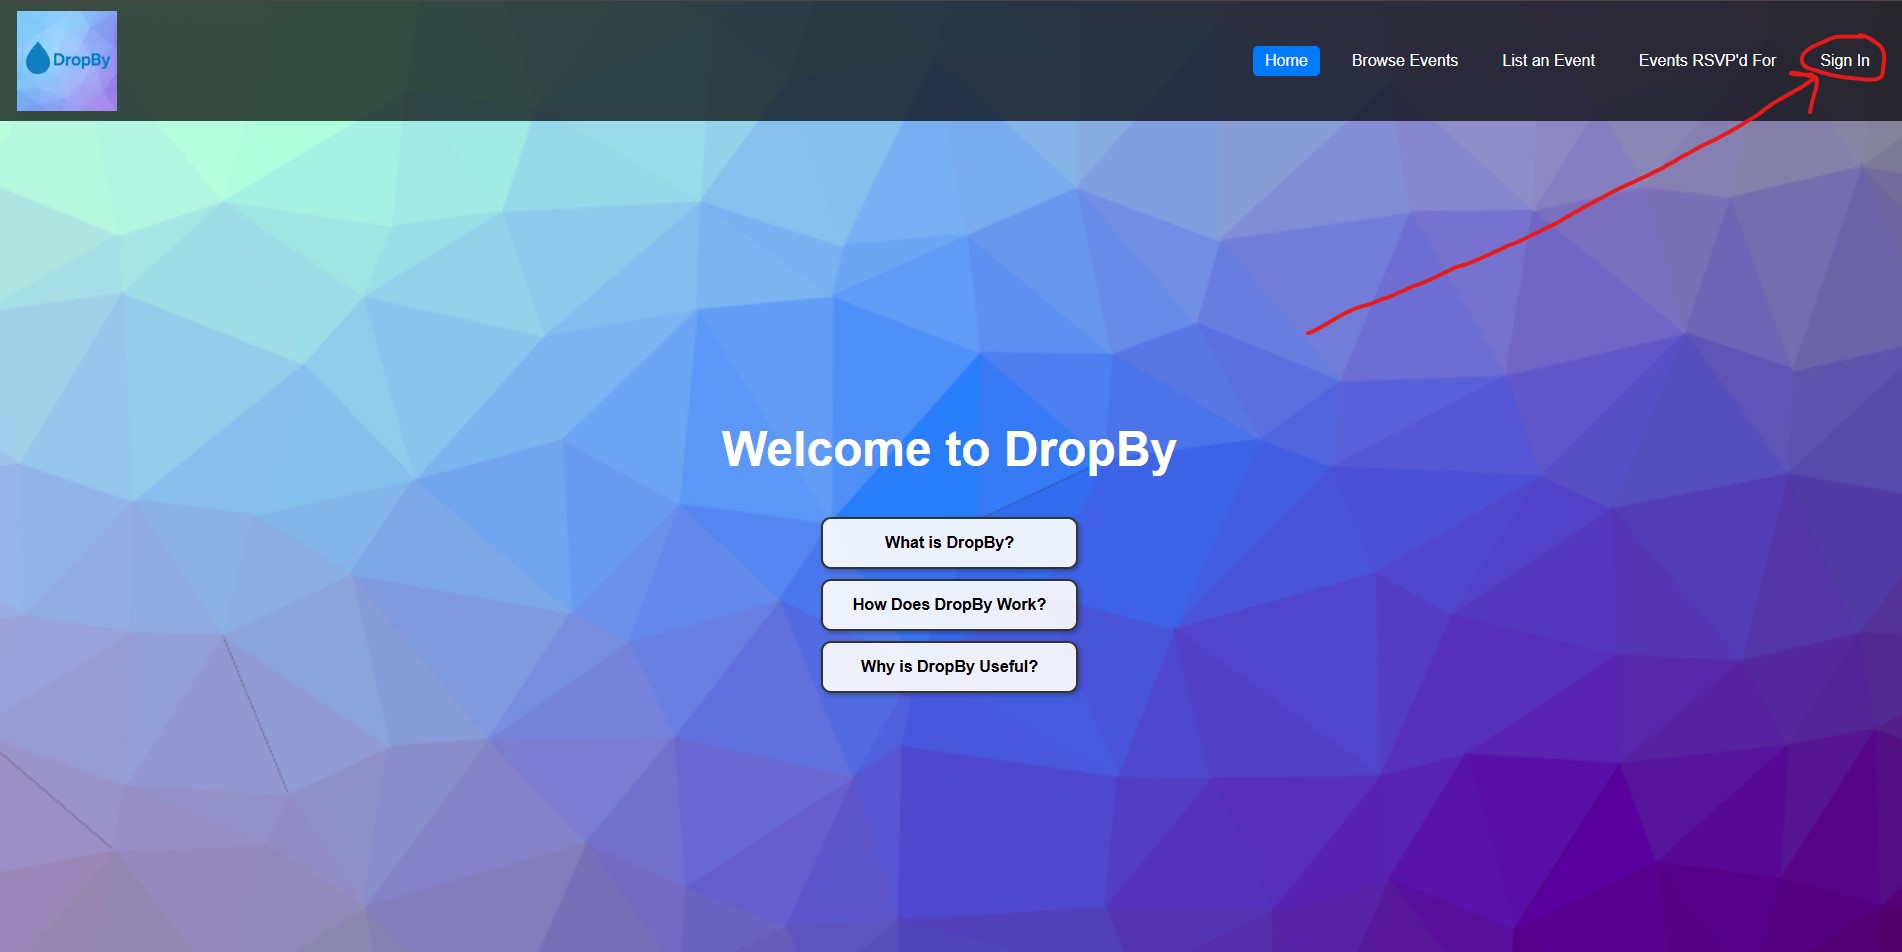 DropBy
Home Browse Events List an Event Events RSVP'd For Sign In
Welcome to DropBy
What is DropBy?
How Does DropBy Work?
Why is DropBy Useful?